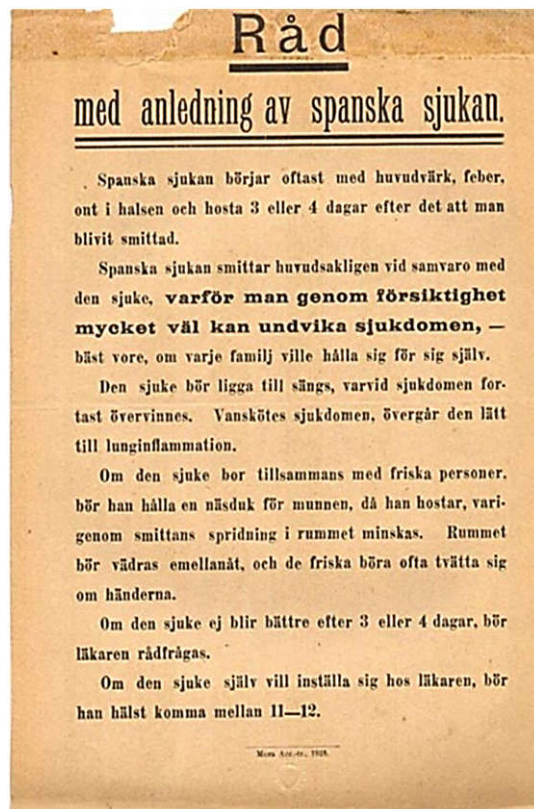 Råd
med anledning av spanska sjukan.
Spanska sjukan börjar oftast med huvudvärk, feber,
ont i halsen och hosta 3 eller 4 dagar efter det att man
blivit smittad.
Spanska sjukan smittar huvudsakligen vid samvaro med
den sjuke, varför man genom försiktighet
mycket väl kan undvika sjukdomen, —
bäst vore, om varje familj ville hålla sig för sig själv.
Den sjuke bör ligga till sängs, varvid sjukdomen for-
tast övervinnes. Vanskötes sjukdomen, övergår den lätt
till lunginflammation.
Om den sjuke bor tillsammans med friska personer,
bör han hålla en näsduk för munnen, då han hostar, vari-
genom smittans spridning i rummet minskas. Rummet
bör vädras emellanåt, och de friska böra ofta tvätta sig
om händerna.
Om den sjuke ej blir bättre efter 3 eller 4 dagar, bör
läkaren rådfrågas.
Om den sjuke själv vill inställa sig hos läkaren, bör
han hälst komma mellan 11—12.
Mora 1918.